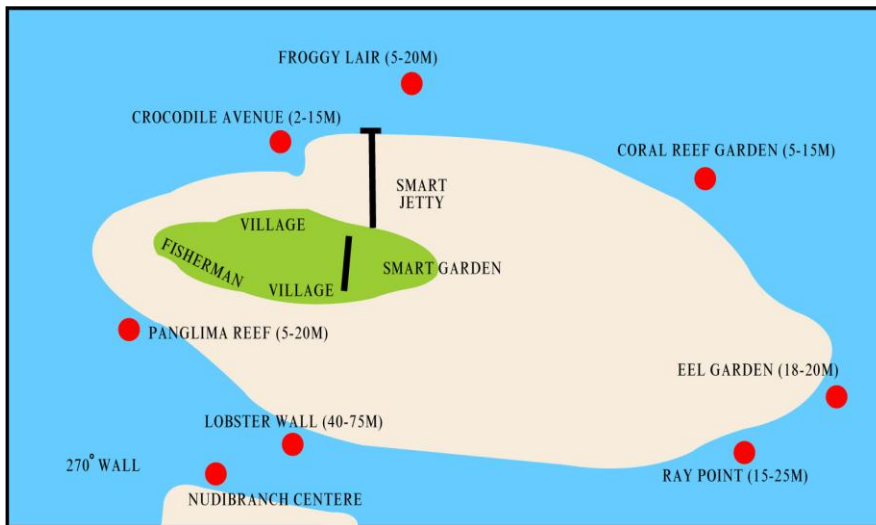 FROGGY LAIR (5-20M)
CROCODILE AVENUE (2-15M)
CORAL REEF GARDEN (5-15M)
SMART
JETTY
VILLAGE
FISHERMAN
SMART GARDEN
VILLAGE
PANGLIMA REEF (5-20M)
EEL GARDEN (18-20M)
LOBSTER WALL (40-75M)
270° WALL
RAY POINT (15-25M)
NUDIBRANCH CENTERE